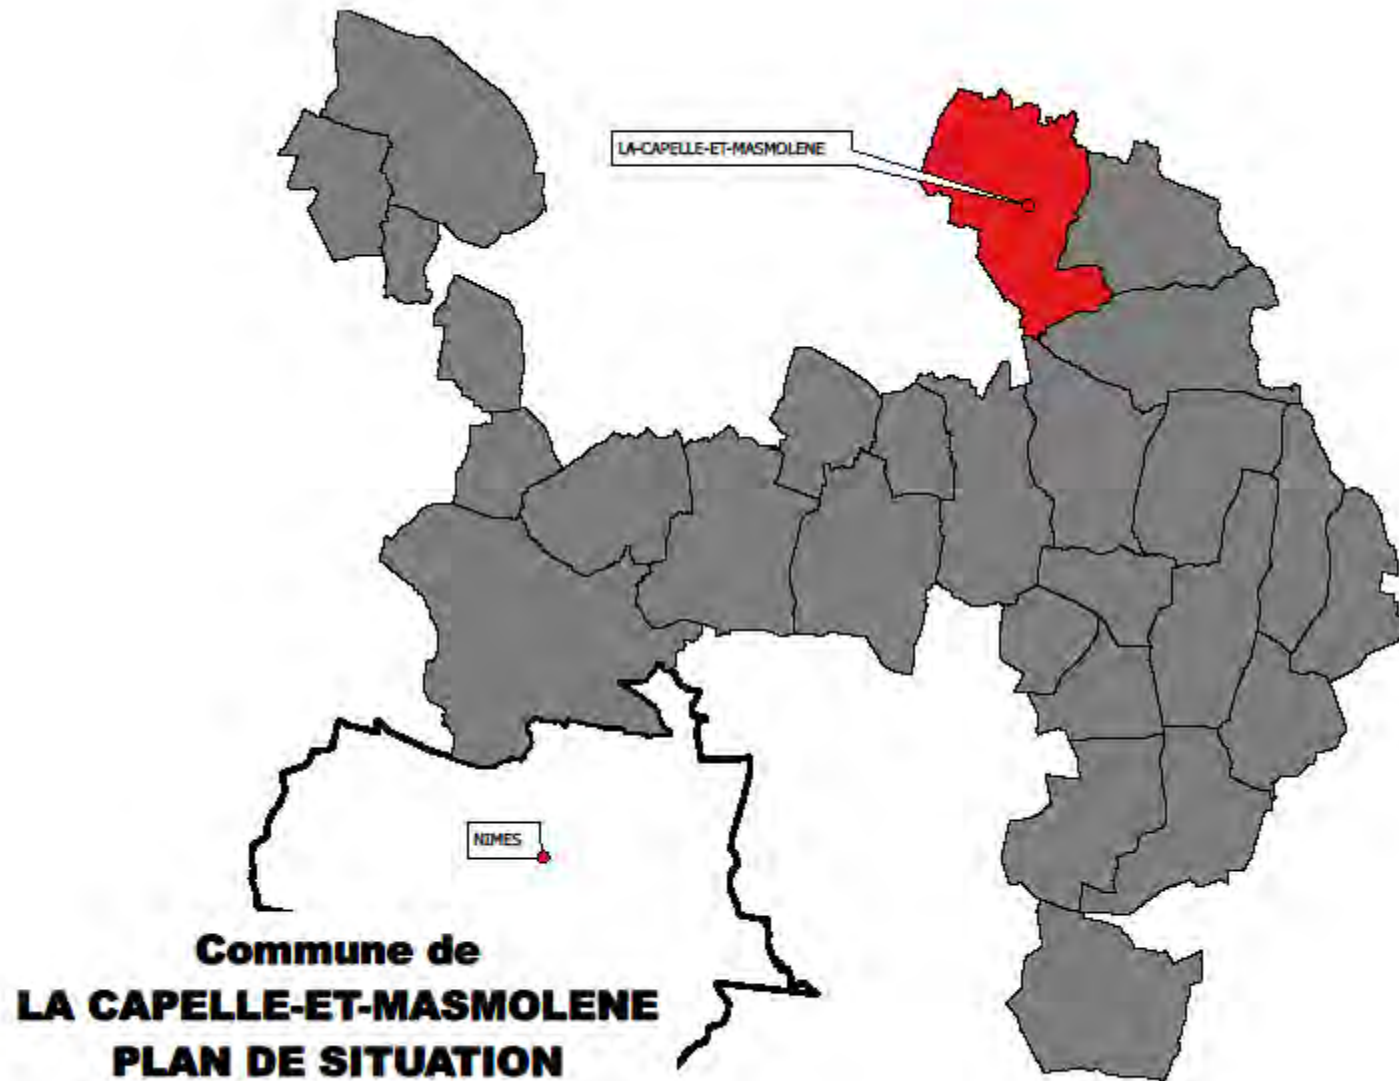 LA-CAPELLE-ET-MASMOLENE
NIMES
Commune de
LA CAPELLE-ET-MASMOLENE
PLAN DE SITUATION